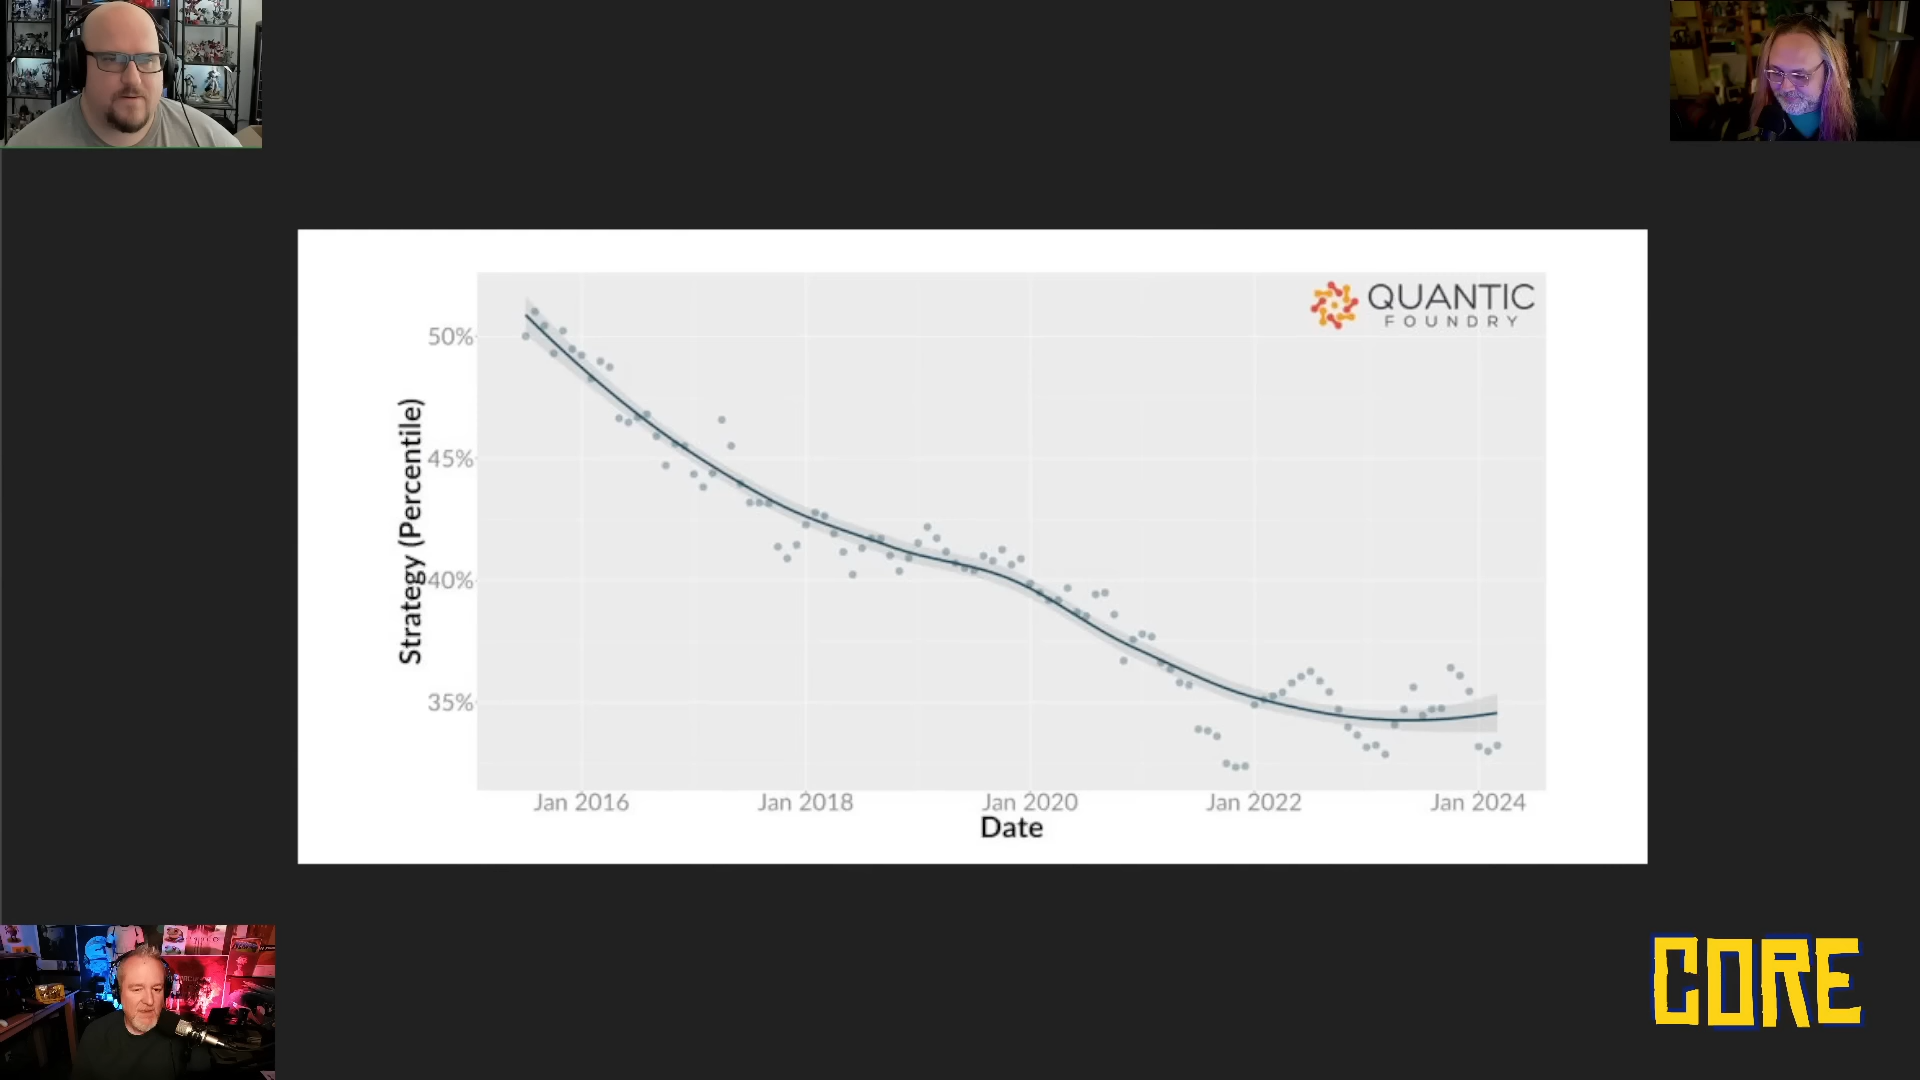 QUANTIC
FOUNDRY
50%
45%
40%
35%
Strategy (Percentile)
Jan 2016
Jan 2018
Jan 2020
Jan 2022
Jan 2024
Date
CORE